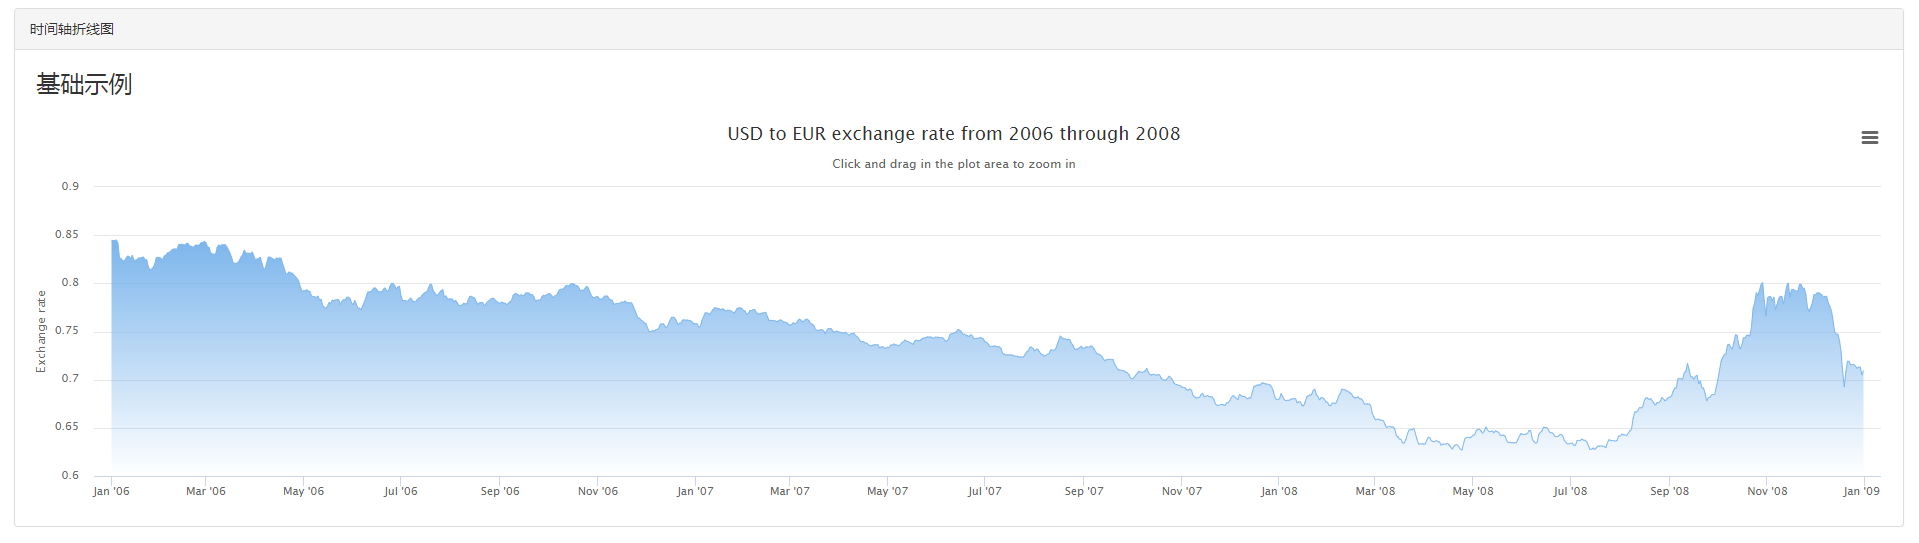 时间轴折线图
基础示例
USD to EUR exchange rate from 2006 through 2008
Click and drag in the plot area to zoom in
Exchange rate
0.9
0.85
0.8
0.75
0.7
0.65
0.6
Jan '06 Mar '06 May '06 Jul '06 Sep '06 Nov '06 Jan '07 Mar '07 May '07 Jul '07 Sep '07 Nov '07 Jan '08 Mar '08 May '08 Jul '08 Sep '08 Nov '08 Jan '09